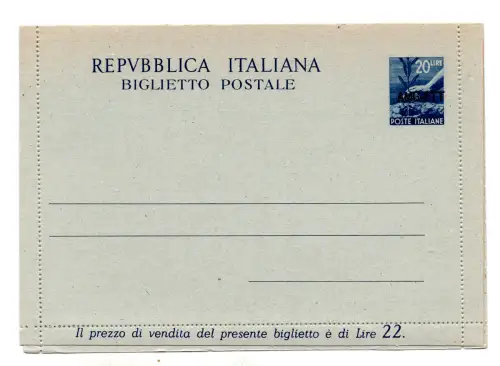 REPVBBLICA ITALIANA
BIGLIETTO POSTALE
20 LIRE
POSTE ITALIANE
Il prezzo di vendita del presente biglietto è di Lire 22.